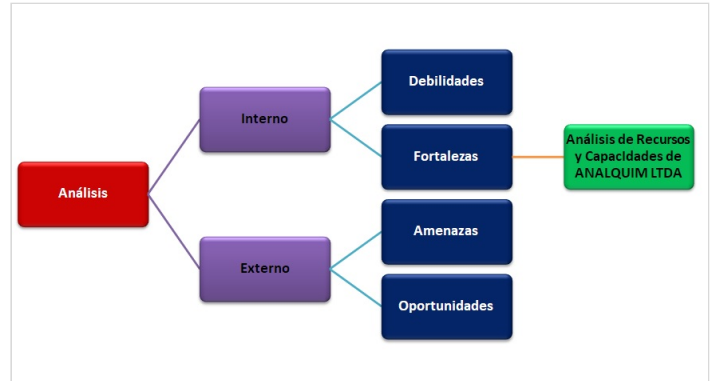 Análisis
Interno
Externo
Debilidades
Fortalezas
Amenazas
Oportunidades
Análisis de Recursos
y Capacidades de
ANALQUIM LTDA